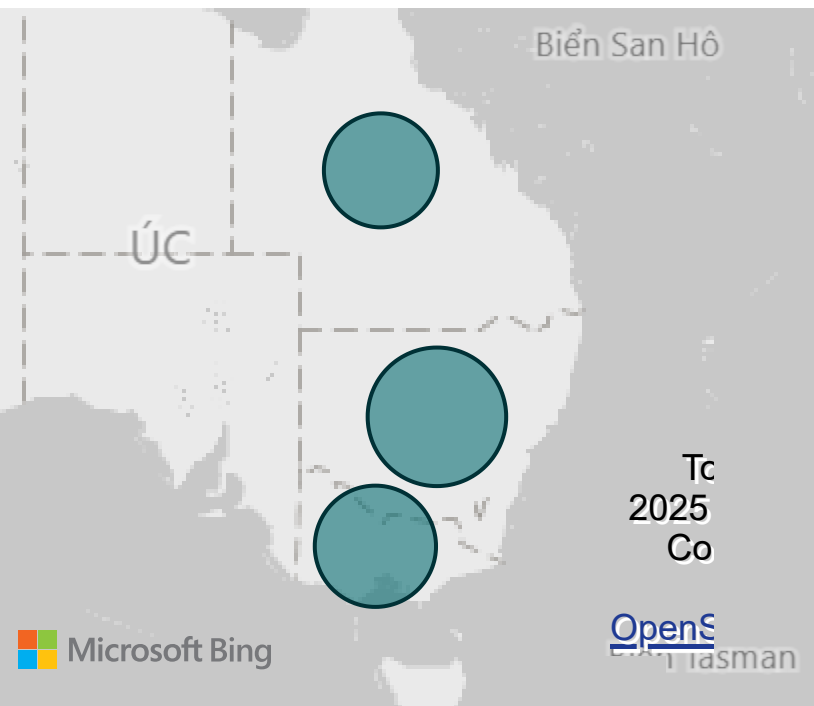 Biển San Hô
ÚC
To
2025
Co
OpenS
Microsoft Bing
Tasman